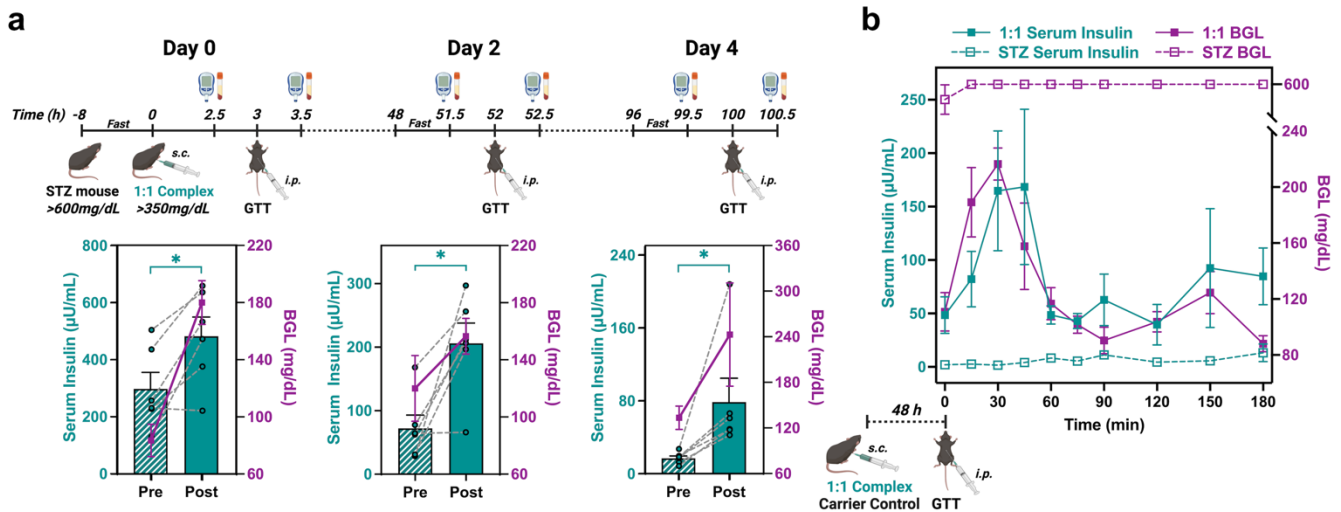 a
Day 0
Day 2
Day 4
Time (h)
-8
Fast
0
2.5
3
3.5
48
Fast
51.5
52
52.5
96
Fast
99.5
100
100.5
s.c.
i.p.
i.p.
i.p.
STZ mouse
>600mg/dL
1:1 Complex
>350mg/dL
GTT
GTT
GTT
Serum Insulin (µU/mL)
800
600
400
200
0
*
220
180
140
100
60
BGL (mg/dL)
Pre
Post
Serum Insulin (µU/mL)
300
200
100
0
*
220
180
140
100
60
BGL (mg/dL)
Pre
Post
Serum Insulin (µU/mL)
240
160
80
0
*
360
300
240
180
120
60
BGL (mg/dL)
Pre
Post
b
1:1 Serum Insulin
1:1 BGL
STZ Serum Insulin
STZ BGL
Serum Insulin (µU/mL)
250
200
150
100
50
0
600
240
200
160
120
80
BGL (mg/dL)
0
30
60
90
120
150
180
Time (min)
48 h
s.c.
i.p.
1:1 Complex
Carrier Control
GTT